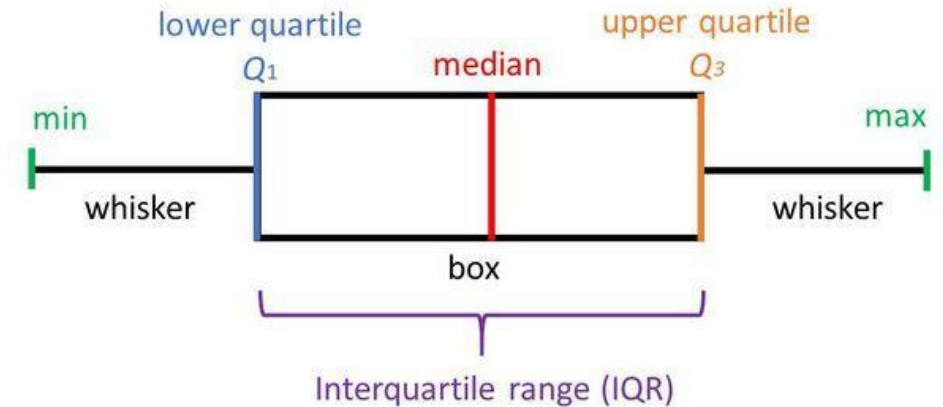 lower quartile
Q1
median
upper quartile
Q3
min
max
whisker
whisker
box
Interquartile range (IQR)